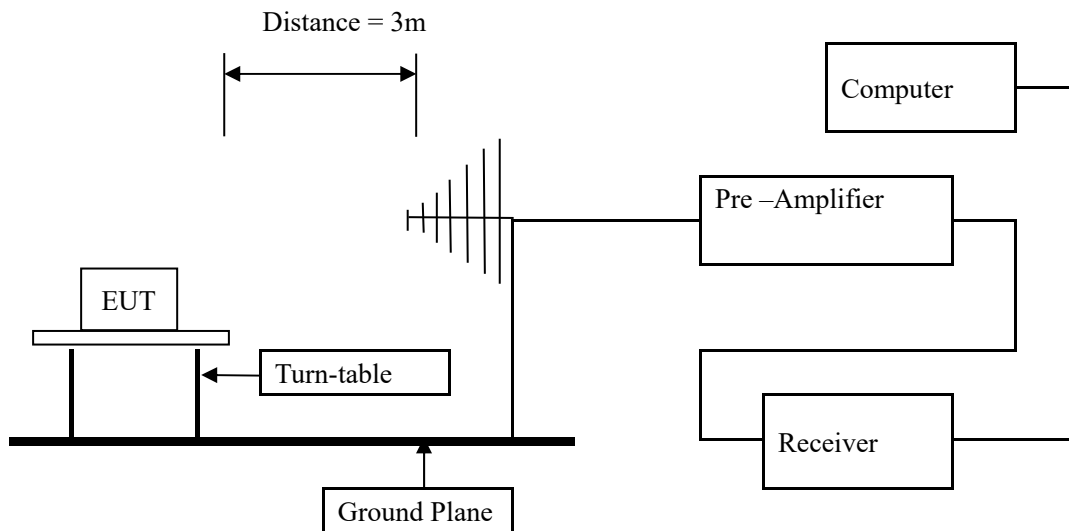 Distance = 3m
Computer
Pre –Amplifier
EUT
Turn-table
Receiver
Ground Plane